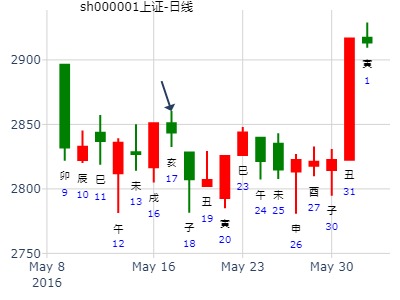 sh000001上证-日线
2900
2850
2800
2750
卯
9
辰
10
巳
11
午
12
未
13
戌
16
亥
17
子
18
丑
19
寅
20
巳
23
午
24
未
25
申
26
酉
27
子
30
丑
31
寅
1
May 8
May 16
May 23
May 30
2016